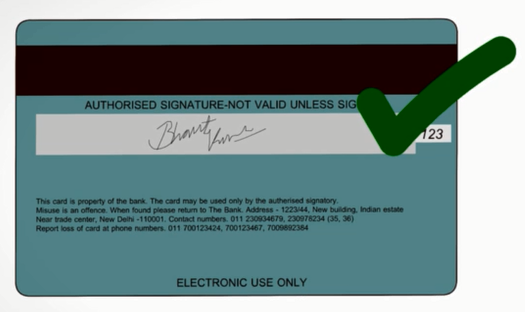 AUTHORISED SIGNATURE-NOT VALID UNLESS SIG
Bhanit Kumar
123
This card is property of the bank. The card may be used only by the autherised signatory.
Misuse is an offence. When found please return to The Bank. Address - 1223/44, New building, Indian estate
Near trade center, New Delhi -110001. Contact numbers. 011 230934679, 230978234 (35, 36)
Report loss of card at phone numbers. 011 700123424, 700123467, 7009892384
ELECTRONIC USE ONLY